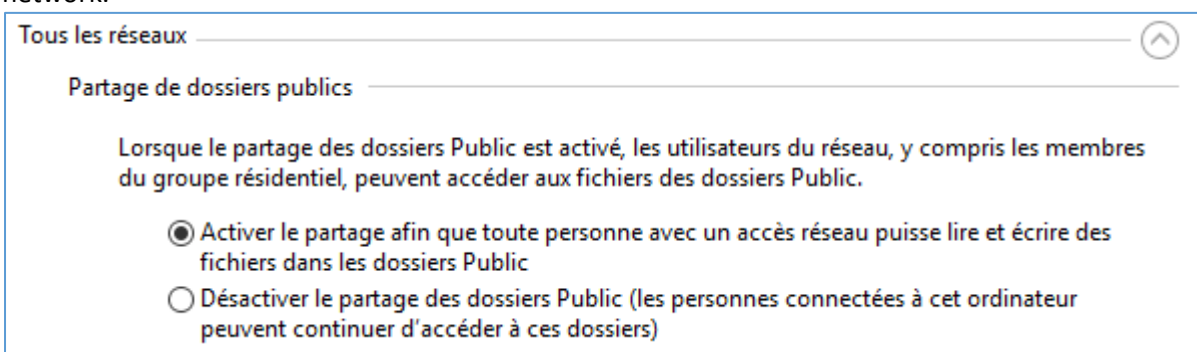 network.
Tous les réseaux
Partage de dossiers publics
Lorsque le partage des dossiers Public est activé, les utilisateurs du réseau, y compris les membres
du groupe résidentiel, peuvent accéder aux fichiers des dossiers Public.
Activer le partage afin que toute personne avec un accès réseau puisse lire et écrire des
fichiers dans les dossiers Public
Désactiver le partage des dossiers Public (les personnes connectées à cet ordinateur
peuvent continuer d'accéder à ces dossiers)